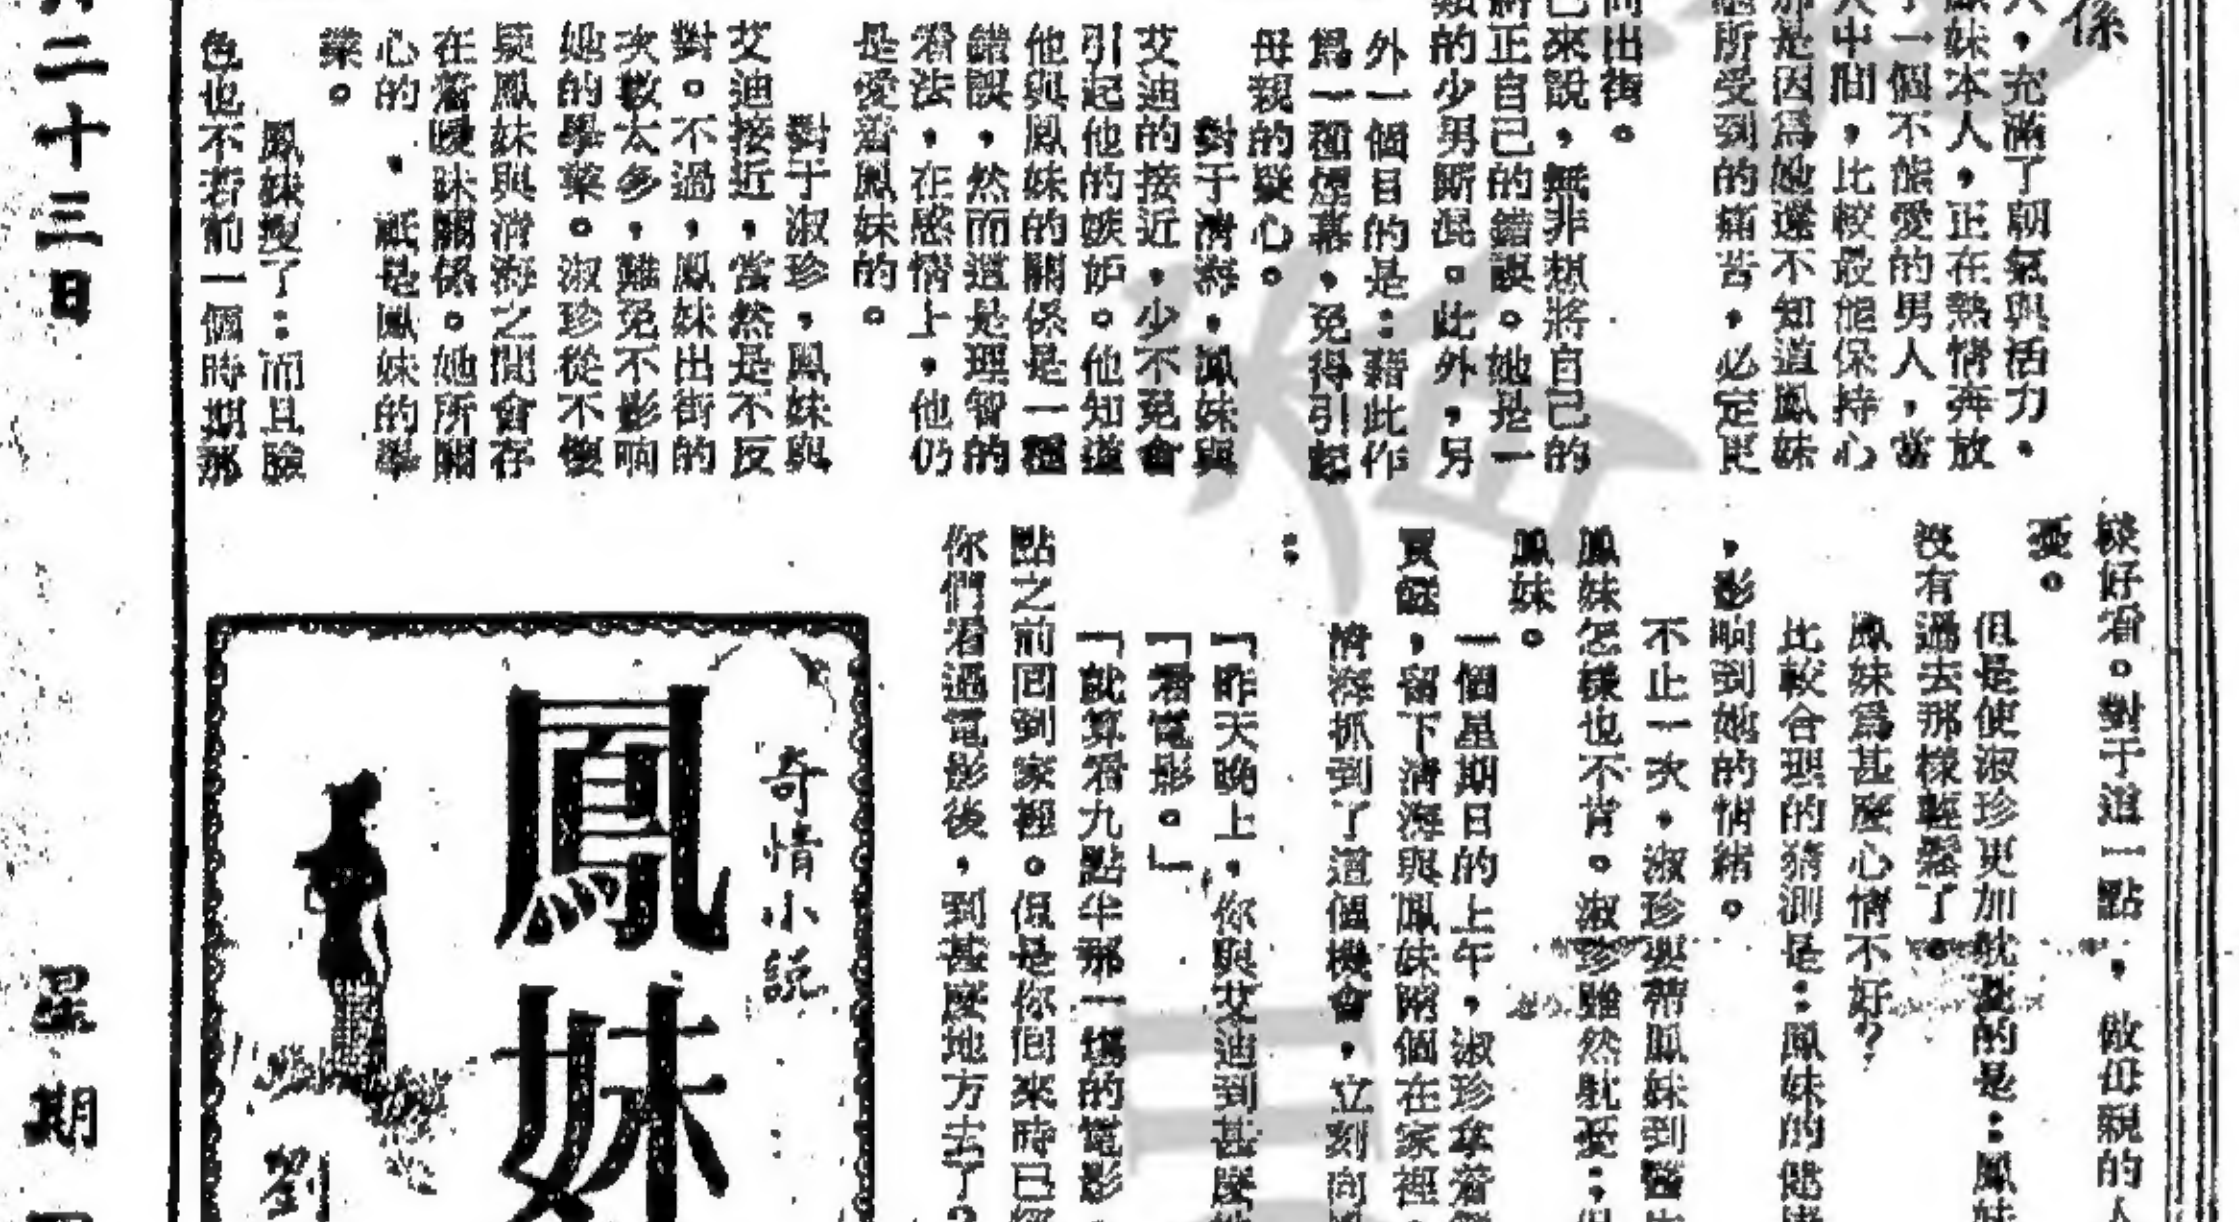 係
人，充滿了朝氣與活力。
鳳妹本人，正在熱情奔放
了一個不能愛的男人，當
人中間，比較最能保持心
那是因為她還不知道鳳妹
所受到的痛苦，必定更
而出街。
己來說，無非想將自己的
將正自己的錯誤。她是一
類的少男廝混。此外，另
外一個目的是：藉此作
爲一種煙幕，免得引起
母親的疑心。
對于清海，鳳妹與
艾迪的接近，少不免會
引起他的嫉妒。他知道
他與鳳妹的關係是一種
錯誤，然而這是理智的
看法，在感情上，他仍
是愛着鳳妹的。
對于淑珍，鳳妹與
艾迪接近，當然是不反
對。不過，鳳妹出街的
次數太多，難免不影响
她的學業。淑珍從不懷
疑鳳妹與清海之間會存
在着曖昧關係。她所關
心的，祇是鳳妹的學
業。
鳳妹瘦了；而且臉
色也不若前一個時期那
樣好看。對于這一點，做母親的人
憂。
但是使淑珍更加躭憂的是：鳳妹
沒有過去那樣輕鬆了。
鳳妹爲甚麼心情不好？
比較合理的猜測是：鳳妹的健康
，影响到她的情緒。
不止一次，淑珍要帶鳳妹到醫生
鳳妹怎樣也不肯。淑珍雖然躭憂，但
鳳妹。
一個星期日的上午，淑珍拿着
買餸，留下清海與鳳妹兩個在家裡。
清海抓到了這個機會，立刻向鳳
：
「昨天晚上，你與艾迪到甚麼地
「看電影。」
「就算看九點半那一塲的電影，
點之前回到家裡。但是你回來時已經
你們看過電影後，到甚麼地方去了？
奇情小説
鳳妹
劉
二十三日
星期